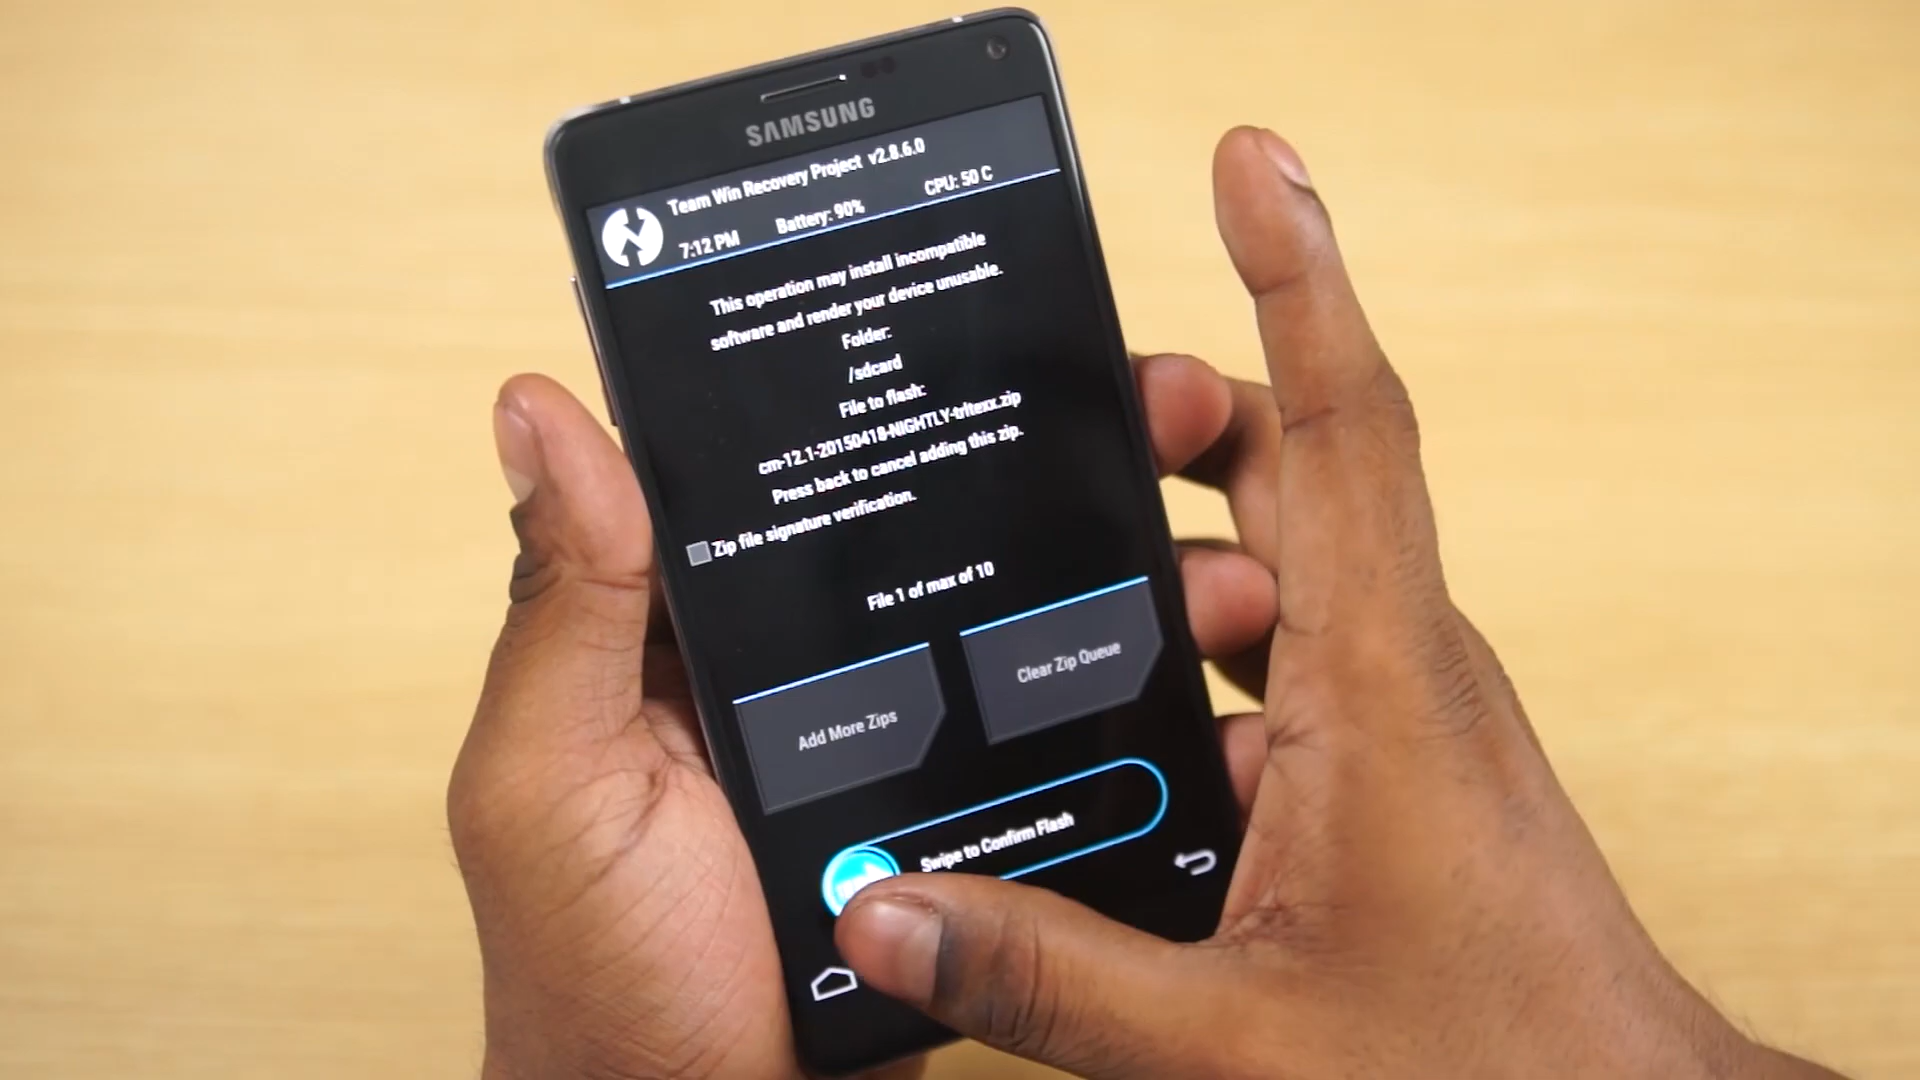 SAMSUNG
Team Win Recovery Project v2.8.6.0
7:12 PM Battery: 90% CPU: 50 C
This operation may install incompatible
software and render your device unusable.
Folder:
/sdcard
File to flash:
cm-12.1-20150418-NIGHTLY-trltexx.zip
Press back to cancel adding this zip.
Zip file signature verification.
File 1 of max of 10
Add More Zips
Clear Zip Queue
Swipe to Confirm Flash